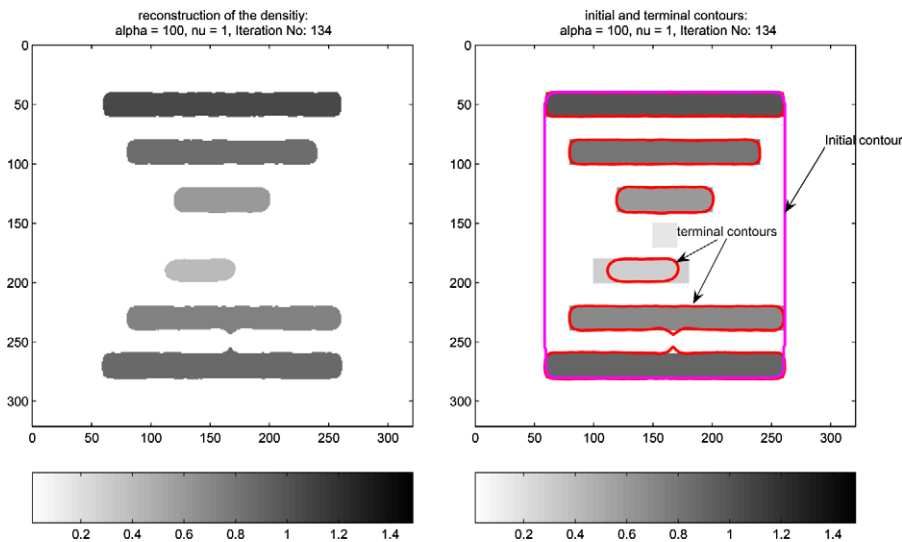 reconstruction of the densitiy:
alpha = 100, nu = 1, Iteration No: 134
0
50
100
150
200
250
300
0 50 100 150 200 250 300
0.2 0.4 0.6 0.8 1 1.2 1.4
initial and terminal contours:
alpha = 100, nu = 1, Iteration No: 134
0
50
100
150
200
250
300
Initial contour
terminal contours
0 50 100 150 200 250 300
0.2 0.4 0.6 0.8 1 1.2 1.4